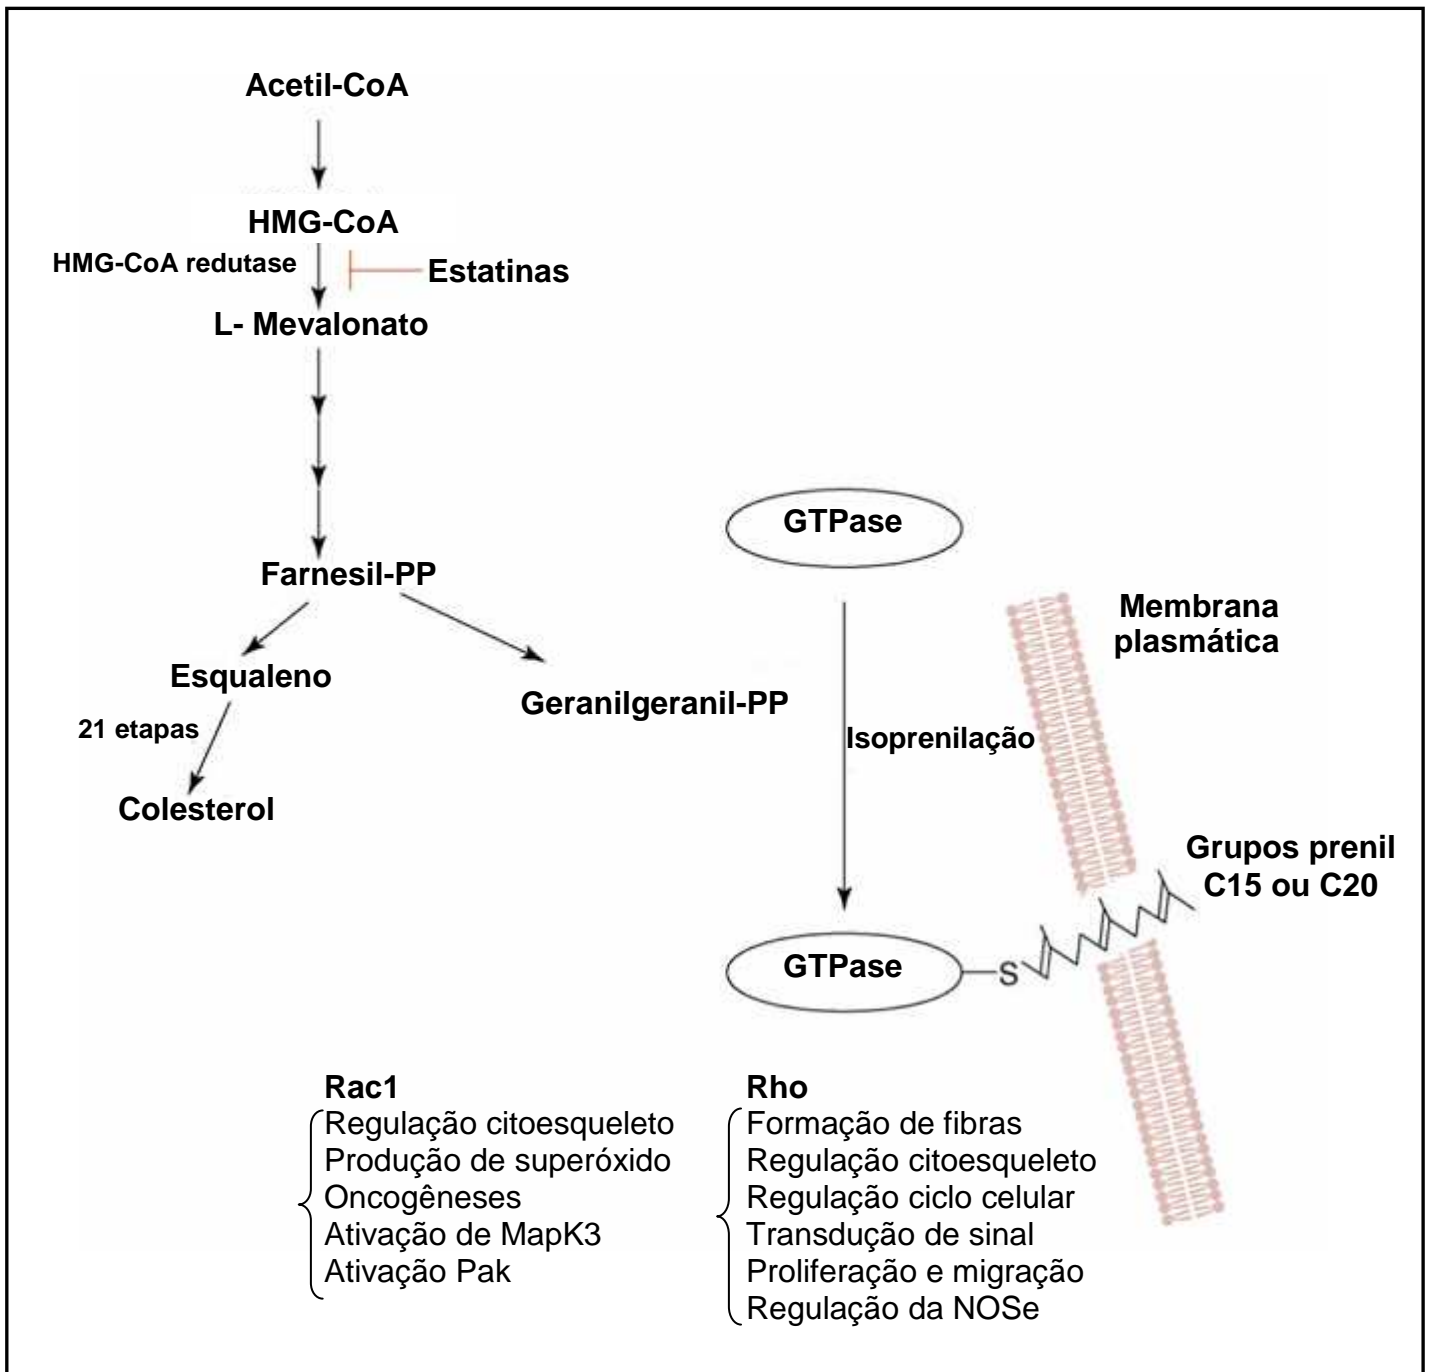 Acetil-CoA
HMG-CoA
HMG-CoA redutase
Estatinas
L- Mevalonato
Farnesil-PP
Esqualeno
Geranilgeranil-PP
21 etapas
Colesterol
GTPase
Membrana
plasmática
Isoprenilação
Grupos prenil
C15 ou C20
GTPase
S
Rac1
Regulação citoesqueleto
Produção de superóxido
Oncogêneses
Ativação de MapK3
Ativação Pak
Rho
Formação de fibras
Regulação citoesqueleto
Regulação ciclo celular
Transdução de sinal
Proliferação e migração
Regulação da NOSe